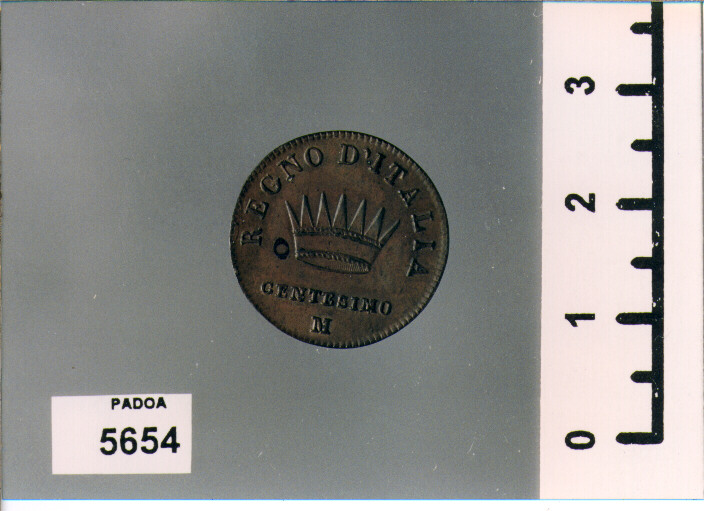 REGNO D'ITALIA
O
CENTESIMO
M
PADOA
5654
3
2
1
0